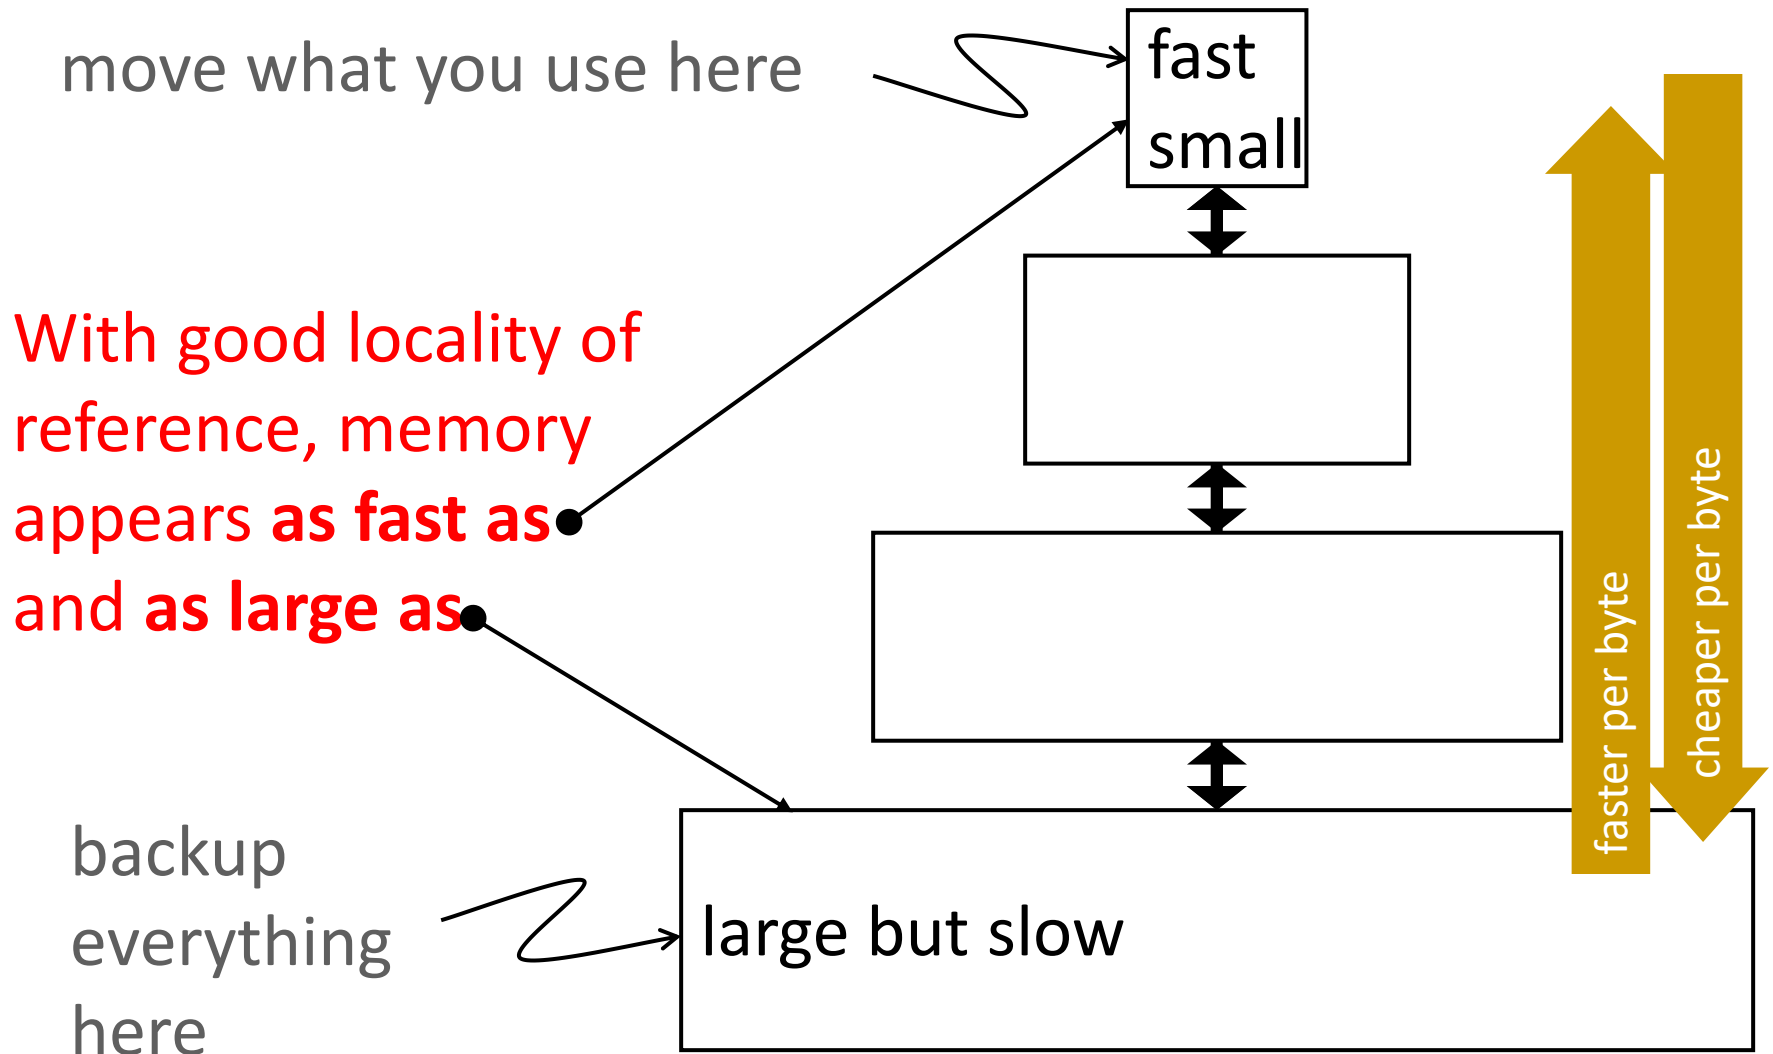 move what you use here
fast
small
With good locality of
reference, memory
appears as fast as
and as large as
faster per byte
cheaper per byte
backup
everything
here
large but slow